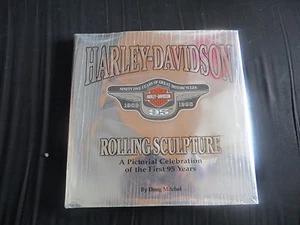 HARLEY-DAVIDSON
NINETY FIVE YEARS OF GREAT MOTORCYCLES
1903 1998
HARLEY-DAVIDSON
95
ROLLING SCULPTURE
A Pictorial Celebration
of the First 95 Years
By Doug Mitchel